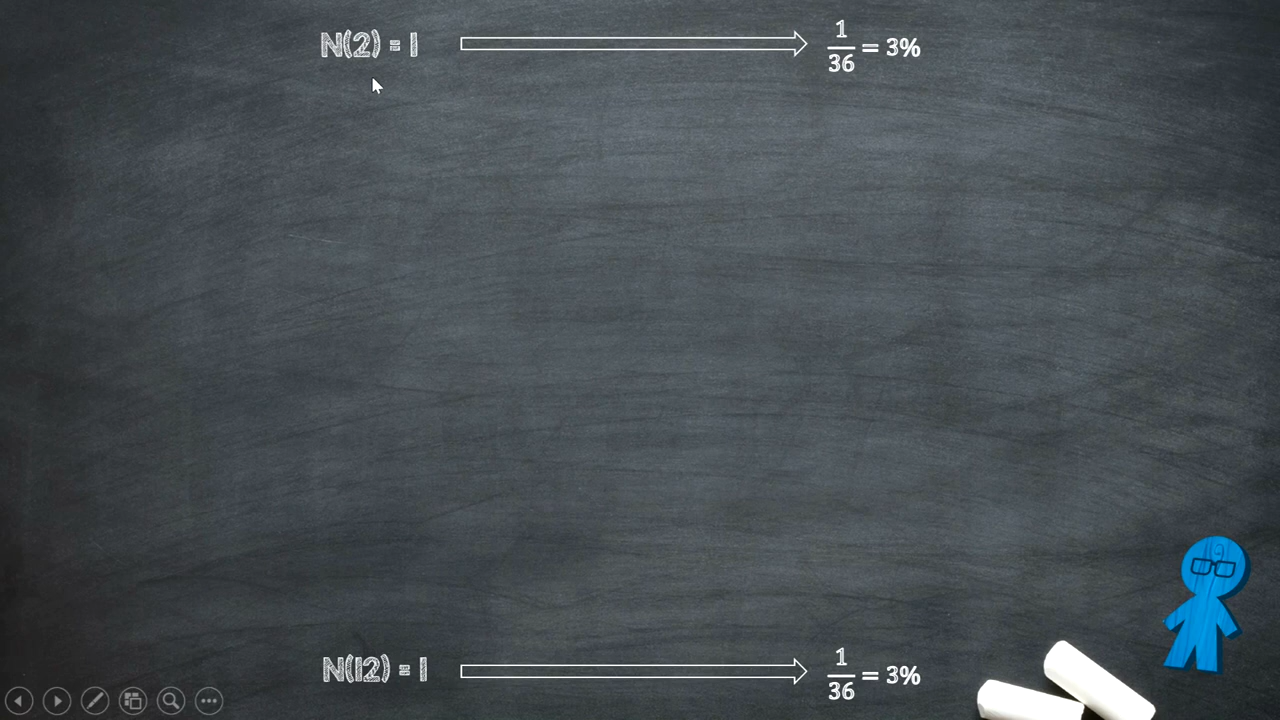 N(2) = 1 1/36 = 3%
N(12) = 1 1/36 = 3%